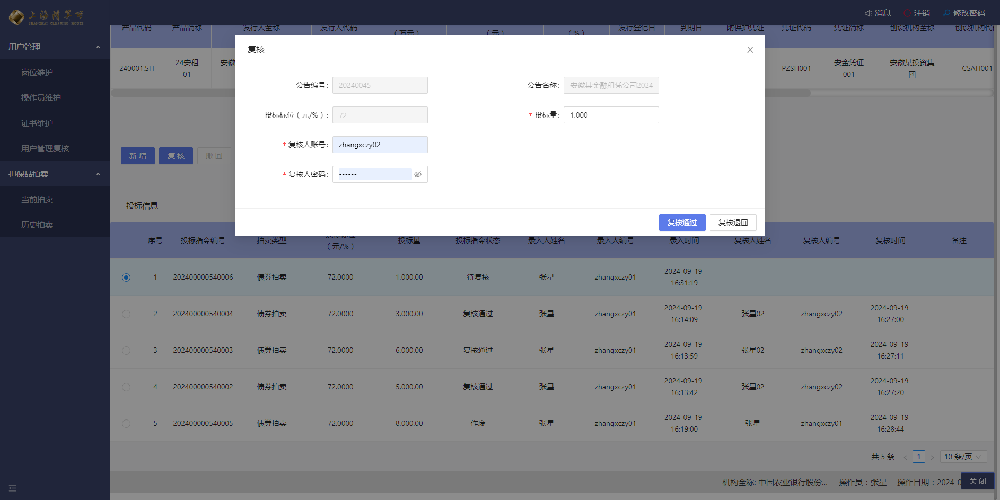 上海清算所
SHANGHAI CLEARING HOUSE
消息
注销
修改密码
用户管理
岗位维护
操作员维护
证书维护
用户管理复核
担保品拍卖
当前拍卖
历史拍卖
产品代码 产品简称 发行人全称 发行人代码 （万元） （元） （%） 发行登记日 到期日 附保护凭证 凭证代码 凭证简称 创设机构全称 创设机构代
240001.SH 24安租01 安徽 PZSH001 安金凭证001 安徽某投资集团 CSAH001
复核
公告编号: 20240045
公告名称: 安徽某金融租凭公司2024
投标标位（元/%）: 72
* 投标量: 1,000
* 复核人账号: zhangxczy02
* 复核人密码: ••••••
复核通过 复核退回
新 增 复 核 撤 回
投标信息
序号 投标指令编号 拍卖类型 投标标位（元/%） 投标量 投标指令状态 录入人姓名 录入人编号 录入时间 复核人姓名 复核人编号 复核时间 备注
1 202400000540006 债券拍卖 72.0000 1,000.00 待复核 张星 zhangxczy01 2024-09-19 16:31:19
2 202400000540004 债券拍卖 72.0000 3,000.00 复核通过 张星 zhangxczy01 2024-09-19 16:14:09 张星02 zhangxczy02 2024-09-19 16:27:00
3 202400000540003 债券拍卖 72.0000 6,000.00 复核通过 张星 zhangxczy01 2024-09-19 16:13:59 张星02 zhangxczy02 2024-09-19 16:27:11
4 202400000540002 债券拍卖 72.0000 5,000.00 复核通过 张星 zhangxczy01 2024-09-19 16:13:42 张星02 zhangxczy02 2024-09-19 16:27:20
5 202400000540005 债券拍卖 72.0000 8,000.00 作废 张星 zhangxczy01 2024-09-19 16:19:00 张星 zhangxczy01 2024-09-19 16:28:44
共 5 条 < 1 > 10 条/页
机构全称: 中国农业银行股份... 操作员：张星 操作日期：2024-0
关 闭